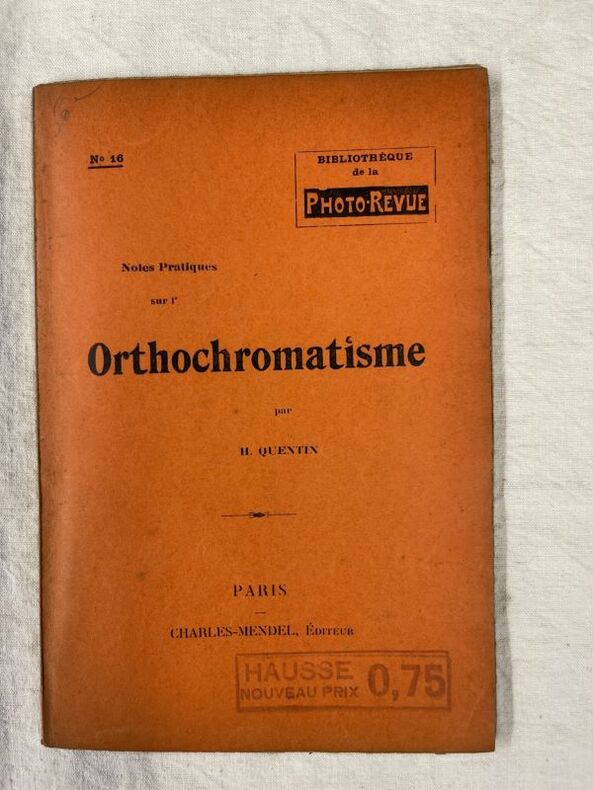 No 16
BIBLIOTHÈQUE
de la
PHOTO-REVUE
Notes Pratiques
sur l'
Orthochromatisme
par
H. QUENTIN
PARIS
CHARLES-MENDEL, ÉDITEUR
HAUSSE
NOUVEAU PRIX 0,75